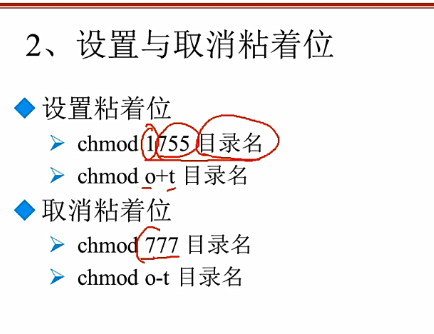 2、设置与取消粘着位
设置粘着位
chmod 1755 目录名
chmod o+t 目录名
取消粘着位
chmod 777 目录名
chmod o-t 目录名